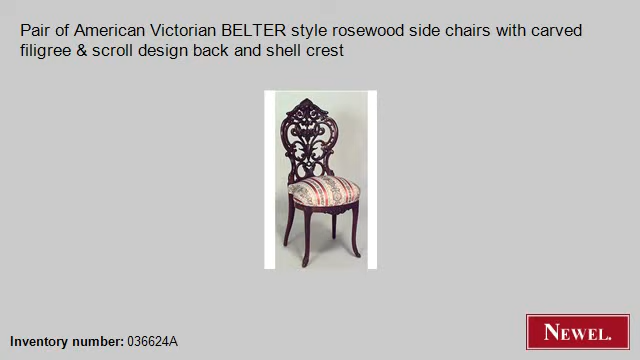 Pair of American Victorian BELTER style rosewood side chairs with carved
filigree & scroll design back and shell crest
Inventory number: 036624A
NEWEL.